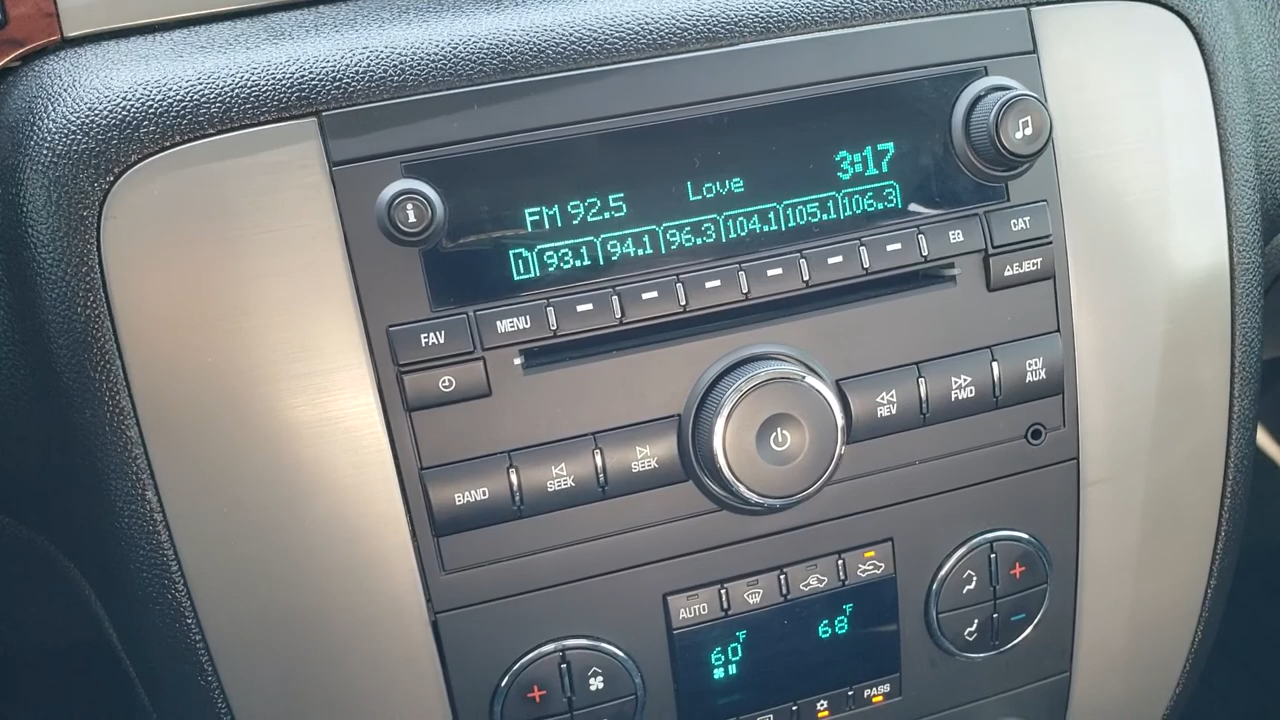 3:17
FM 92.5 Love
1 93.1 94.1 96.3 104.1 105.1 106.3
i
CAT
EQ
EJECT
MENU
FAV
CD/
AUX
FWD
REV
SEEK
SEEK
BAND
AUTO
60°F 68°F
PASS